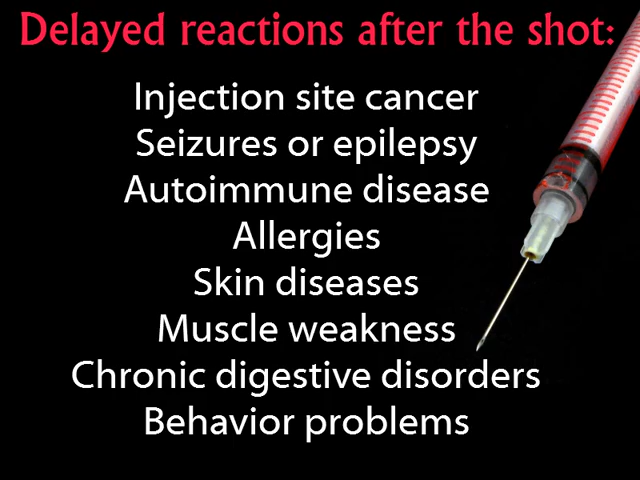 Delayed reactions after the shot:
Injection site cancer
Seizures or epilepsy
Autoimmune disease
Allergies
Skin diseases
Muscle weakness
Chronic digestive disorders
Behavior problems